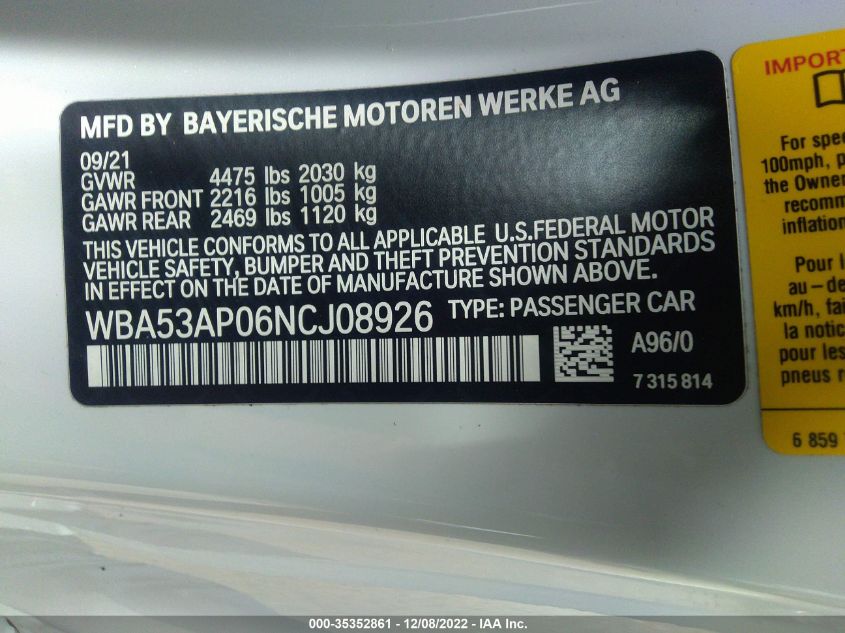 MFD BY BAYERISCHE MOTOREN WERKE AG
09/21
GVWR 4475 lbs 2030 kg
GAWR FRONT 2216 lbs 1005 kg
GAWR REAR 2469 lbs 1120 kg
THIS VEHICLE CONFORMS TO ALL APPLICABLE U.S.FEDERAL MOTOR
VEHICLE SAFETY, BUMPER AND THEFT PREVENTION STANDARDS
IN EFFECT ON THE DATE OF MANUFACTURE SHOWN ABOVE.
WBA53AP06NCJ08926 TYPE: PASSENGER CAR
A96/0
7 315 814
IMPORT
For spe
100mph, p
the Owner
recomm
inflation
Pour l
au – de
km/h, fai
la notic
pour les
pneus r
6 859
000-35352861 - 12/08/2022 - IAA Inc.